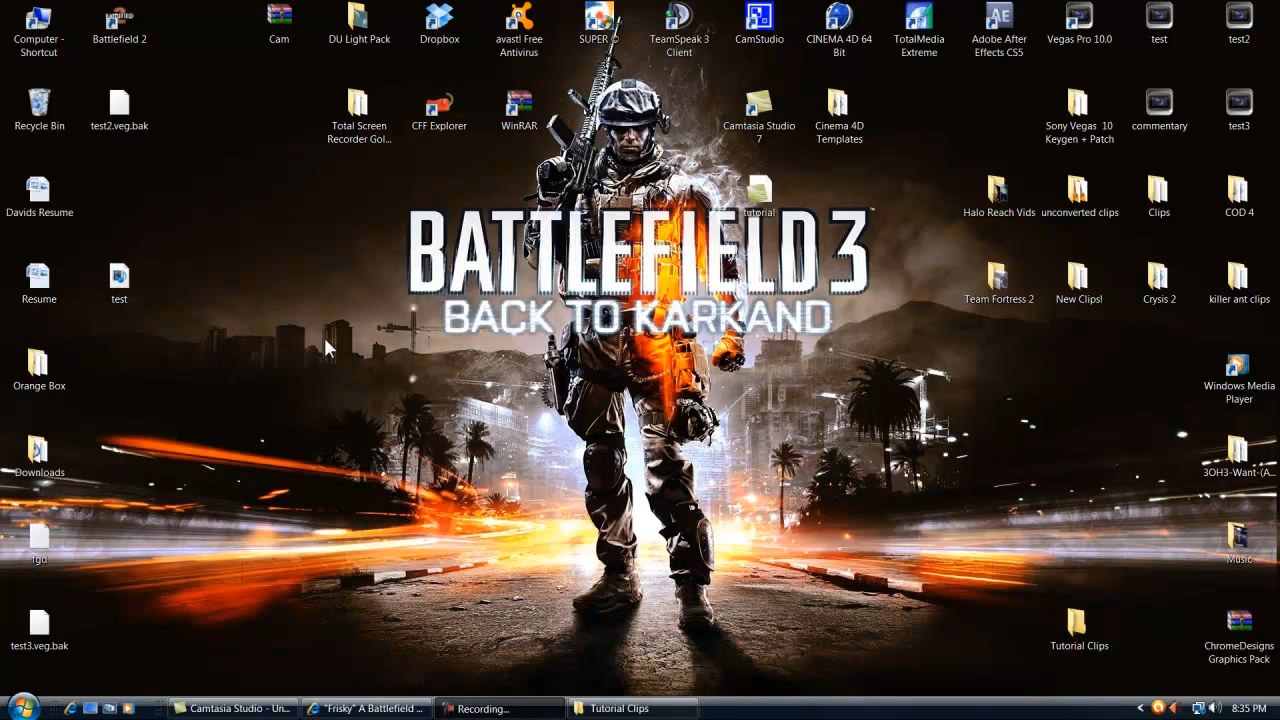 Computer -
Shortcut
Battlefield 2
Cam
DU Light Pack
Dropbox
avast! Free
Antivirus
SUPER ©
TeamSpeak 3
Client
CamStudio
CINEMA 4D 64
Bit
TotalMedia
Extreme
Adobe After
Effects CS5
Vegas Pro 10.0
test
test2
Recycle Bin
test2.veg.bak
Total Screen
Recorder Gol...
CFF Explorer
WinRAR
Camtasia Studio
7
Cinema 4D
Templates
Sony Vegas 10
Keygen + Patch
commentary
test3
Davids Resume
tutorial
Halo Reach Vids
unconverted clips
Clips
COD 4
BATTLEFIELD 3
BACK TO KARKAND
Resume
test
Team Fortress 2
New Clips!
Crysis 2
killer ant clips
Orange Box
Windows Media
Player
Downloads
3OH3-Want-(A...
Music
test3.veg.bak
Tutorial Clips
ChromeDesigns
Graphics Pack
Camtasia Studio - Un...
"Frisky" A Battlefield ...
Recording...
Tutorial Clips
8:35 PM